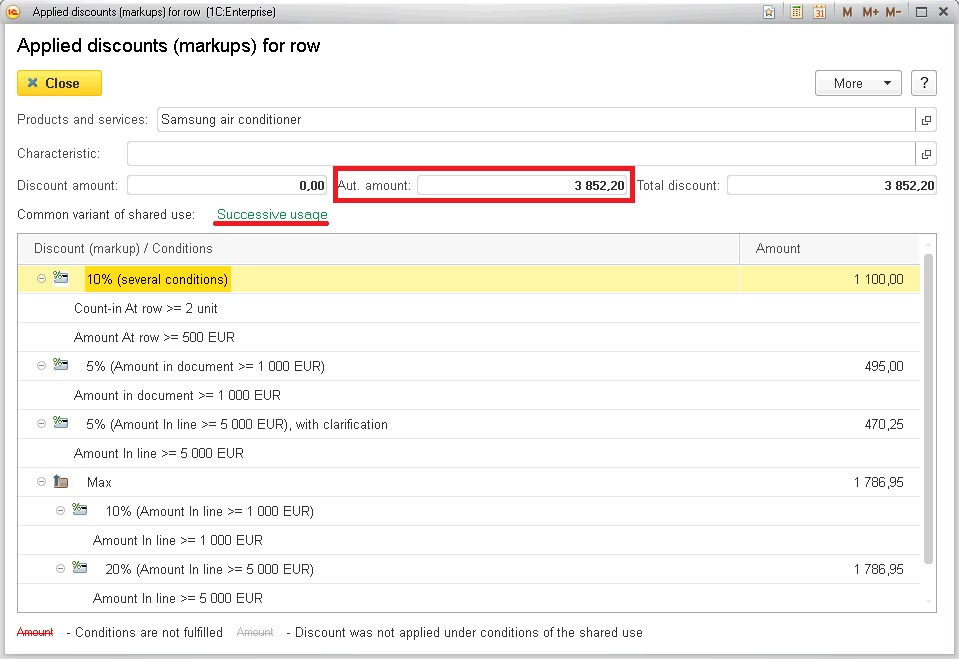 Applied discounts (markups) for row (1C:Enterprise)
31 M M+ M-
Applied discounts (markups) for row
Close
More
?
Products and services: Samsung air conditioner
Characteristic:
Discount amount: 0,00 Aut. amount: 3 852,20 Total discount: 3 852,20
Common variant of shared use: Successive usage
Discount (markup) / Conditions Amount
10% (several conditions) 1 100,00
Count-in At row >= 2 unit
Amount At row >= 500 EUR
5% (Amount in document >= 1 000 EUR) 495,00
Amount in document >= 1 000 EUR
5% (Amount In line >= 5 000 EUR), with clarification 470,25
Amount In line >= 5 000 EUR
Max 1 786,95
10% (Amount In line >= 1 000 EUR)
Amount In line >= 1 000 EUR
20% (Amount In line >= 5 000 EUR) 1 786,95
Amount In line >= 5 000 EUR
Amount - Conditions are not fulfilled Amount - Discount was not applied under conditions of the shared use